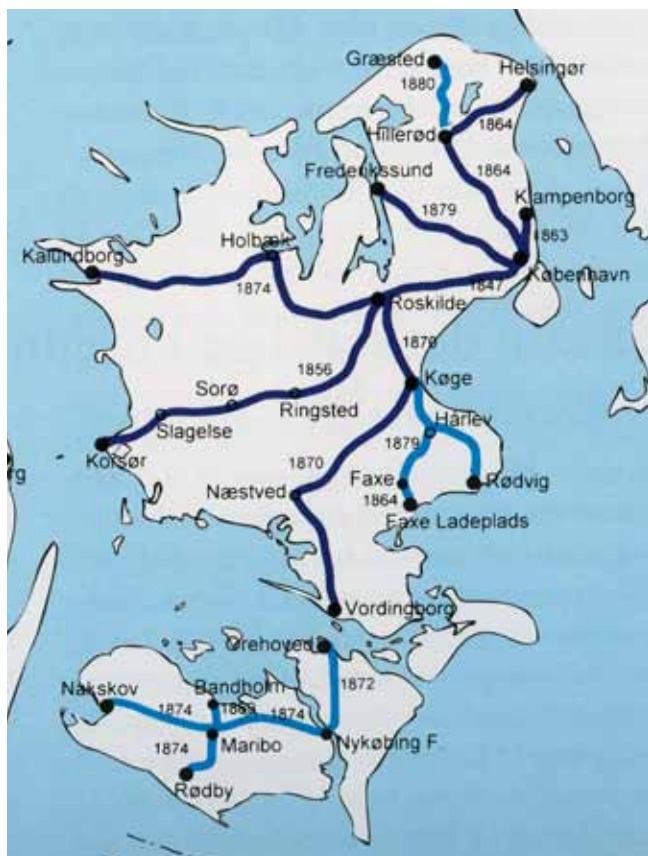 Græsted
1880
Helsingør
1864
Hillerød
Frederikssund
1864
Klampenborg
1879
Holbæk
1863
Kalundborg
København
1874
1847
Roskilde
1870
1856
Køge
Sorø
Ringsted
Hårlev
Slagelse
1879
Korsør
1870
rg
Faxe
Rødvig
Næstved
1864
Faxe Ladeplads
Vordingborg
Orehoved
Nakskov
Bandholm
1872
1874
1869
1874
Maribo
Nykøbing F.
1874
Rødby